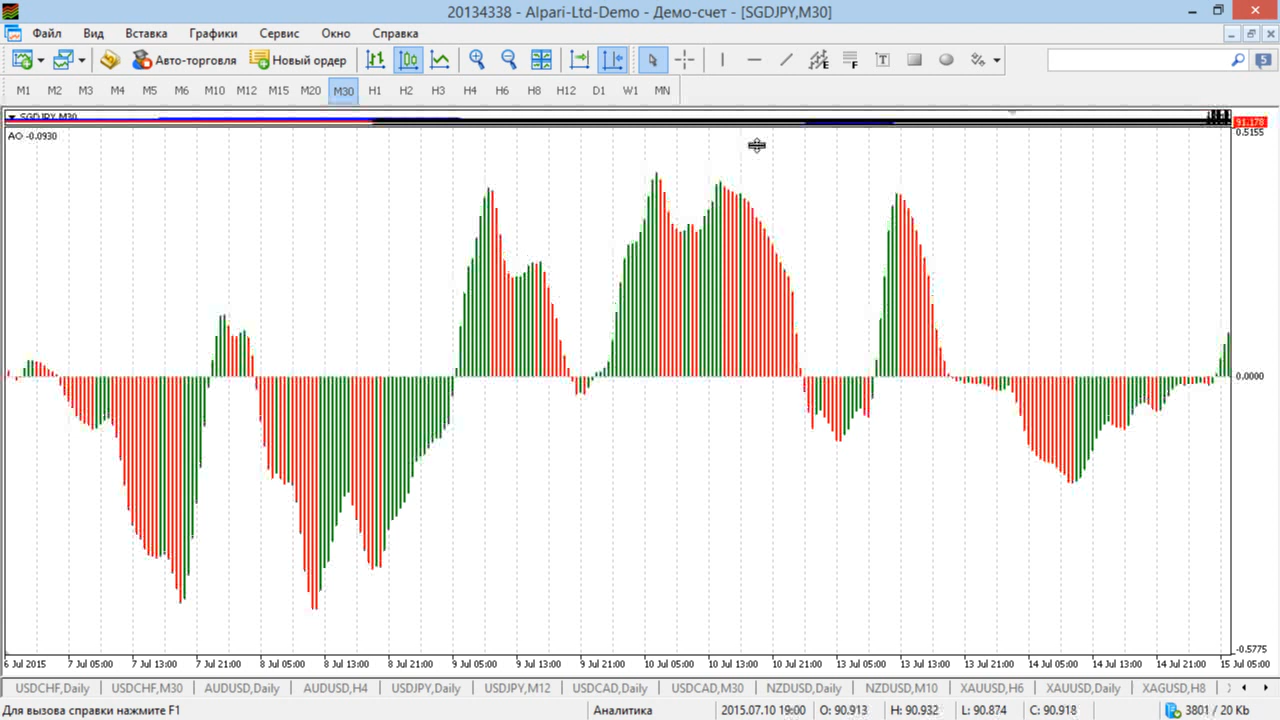 20134338 - Alpari-Ltd-Demo - Демо-счет - [SGDJPY,M30]
Файл Вид Вставка Графики Сервис Окно Справка
Авто-торговля Новый ордер E F T 5
M1 M2 M3 M4 M5 M6 M10 M12 M15 M20 M30 H1 H2 H3 H4 H6 H8 H12 D1 W1 MN
SGDJPY,M30
91.178
AO -0.0930 0.5155
0.0000
-0.5775
6 Jul 2015 7 Jul 05:00 7 Jul 13:00 7 Jul 21:00 8 Jul 05:00 8 Jul 13:00 8 Jul 21:00 9 Jul 05:00 9 Jul 13:00 9 Jul 21:00 10 Jul 05:00 10 Jul 13:00 10 Jul 21:00 13 Jul 05:00 13 Jul 13:00 13 Jul 21:00 14 Jul 05:00 14 Jul 13:00 14 Jul 21:00 15 Jul 05:00
USDCHF,Daily USDCHF,M30 AUDUSD,Daily AUDUSD,H4 USDJPY,Daily USDJPY,M12 USDCAD,Daily USDCAD,M30 NZDUSD,Daily NZDUSD,M10 XAUUSD,H6 XAUUSD,Daily XAGUSD,H8
Для вызова справки нажмите F1 Аналитика 2015.07.10 19:00 O: 90.913 H: 90.932 L: 90.874 C: 90.918 3801 / 20 Kb